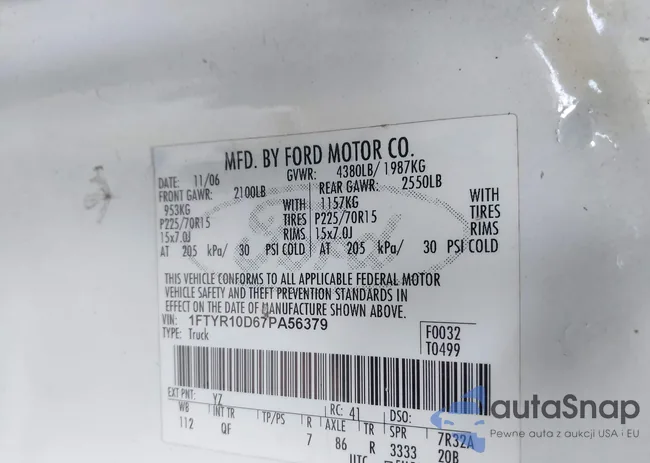 MFD. BY FORD MOTOR CO.
DATE: 11/06 GVWR: 4380LB/ 1987KG
FRONT GAWR: 2100LB REAR GAWR: 2550LB
953KG WITH 1157KG WITH
P225/70R15 TIRES P225/70R15 TIRES
15x7.0J RIMS 15x7.0J RIMS
AT 205 kPa/ 30 PSI COLD AT 205 kPa/ 30 PSI COLD
Ford
THIS VEHICLE CONFORMS TO ALL APPLICABLE FEDERAL MOTOR
VEHICLE SAFETY AND THEFT PREVENTION STANDARDS IN
EFFECT ON THE DATE OF MANUFACTURE SHOWN ABOVE.
VIN: 1FTYR10D67PA56379 F0032
TYPE: Truck T0499
EXT PNT: YZ RC: 41 DSO:
WB INT TR TP/PS R AXLE TR SPR 7R32A
112 QF 7 86 R 3333 20B
UTC
autaSnap
Pewne auta z aukcji USA i EU